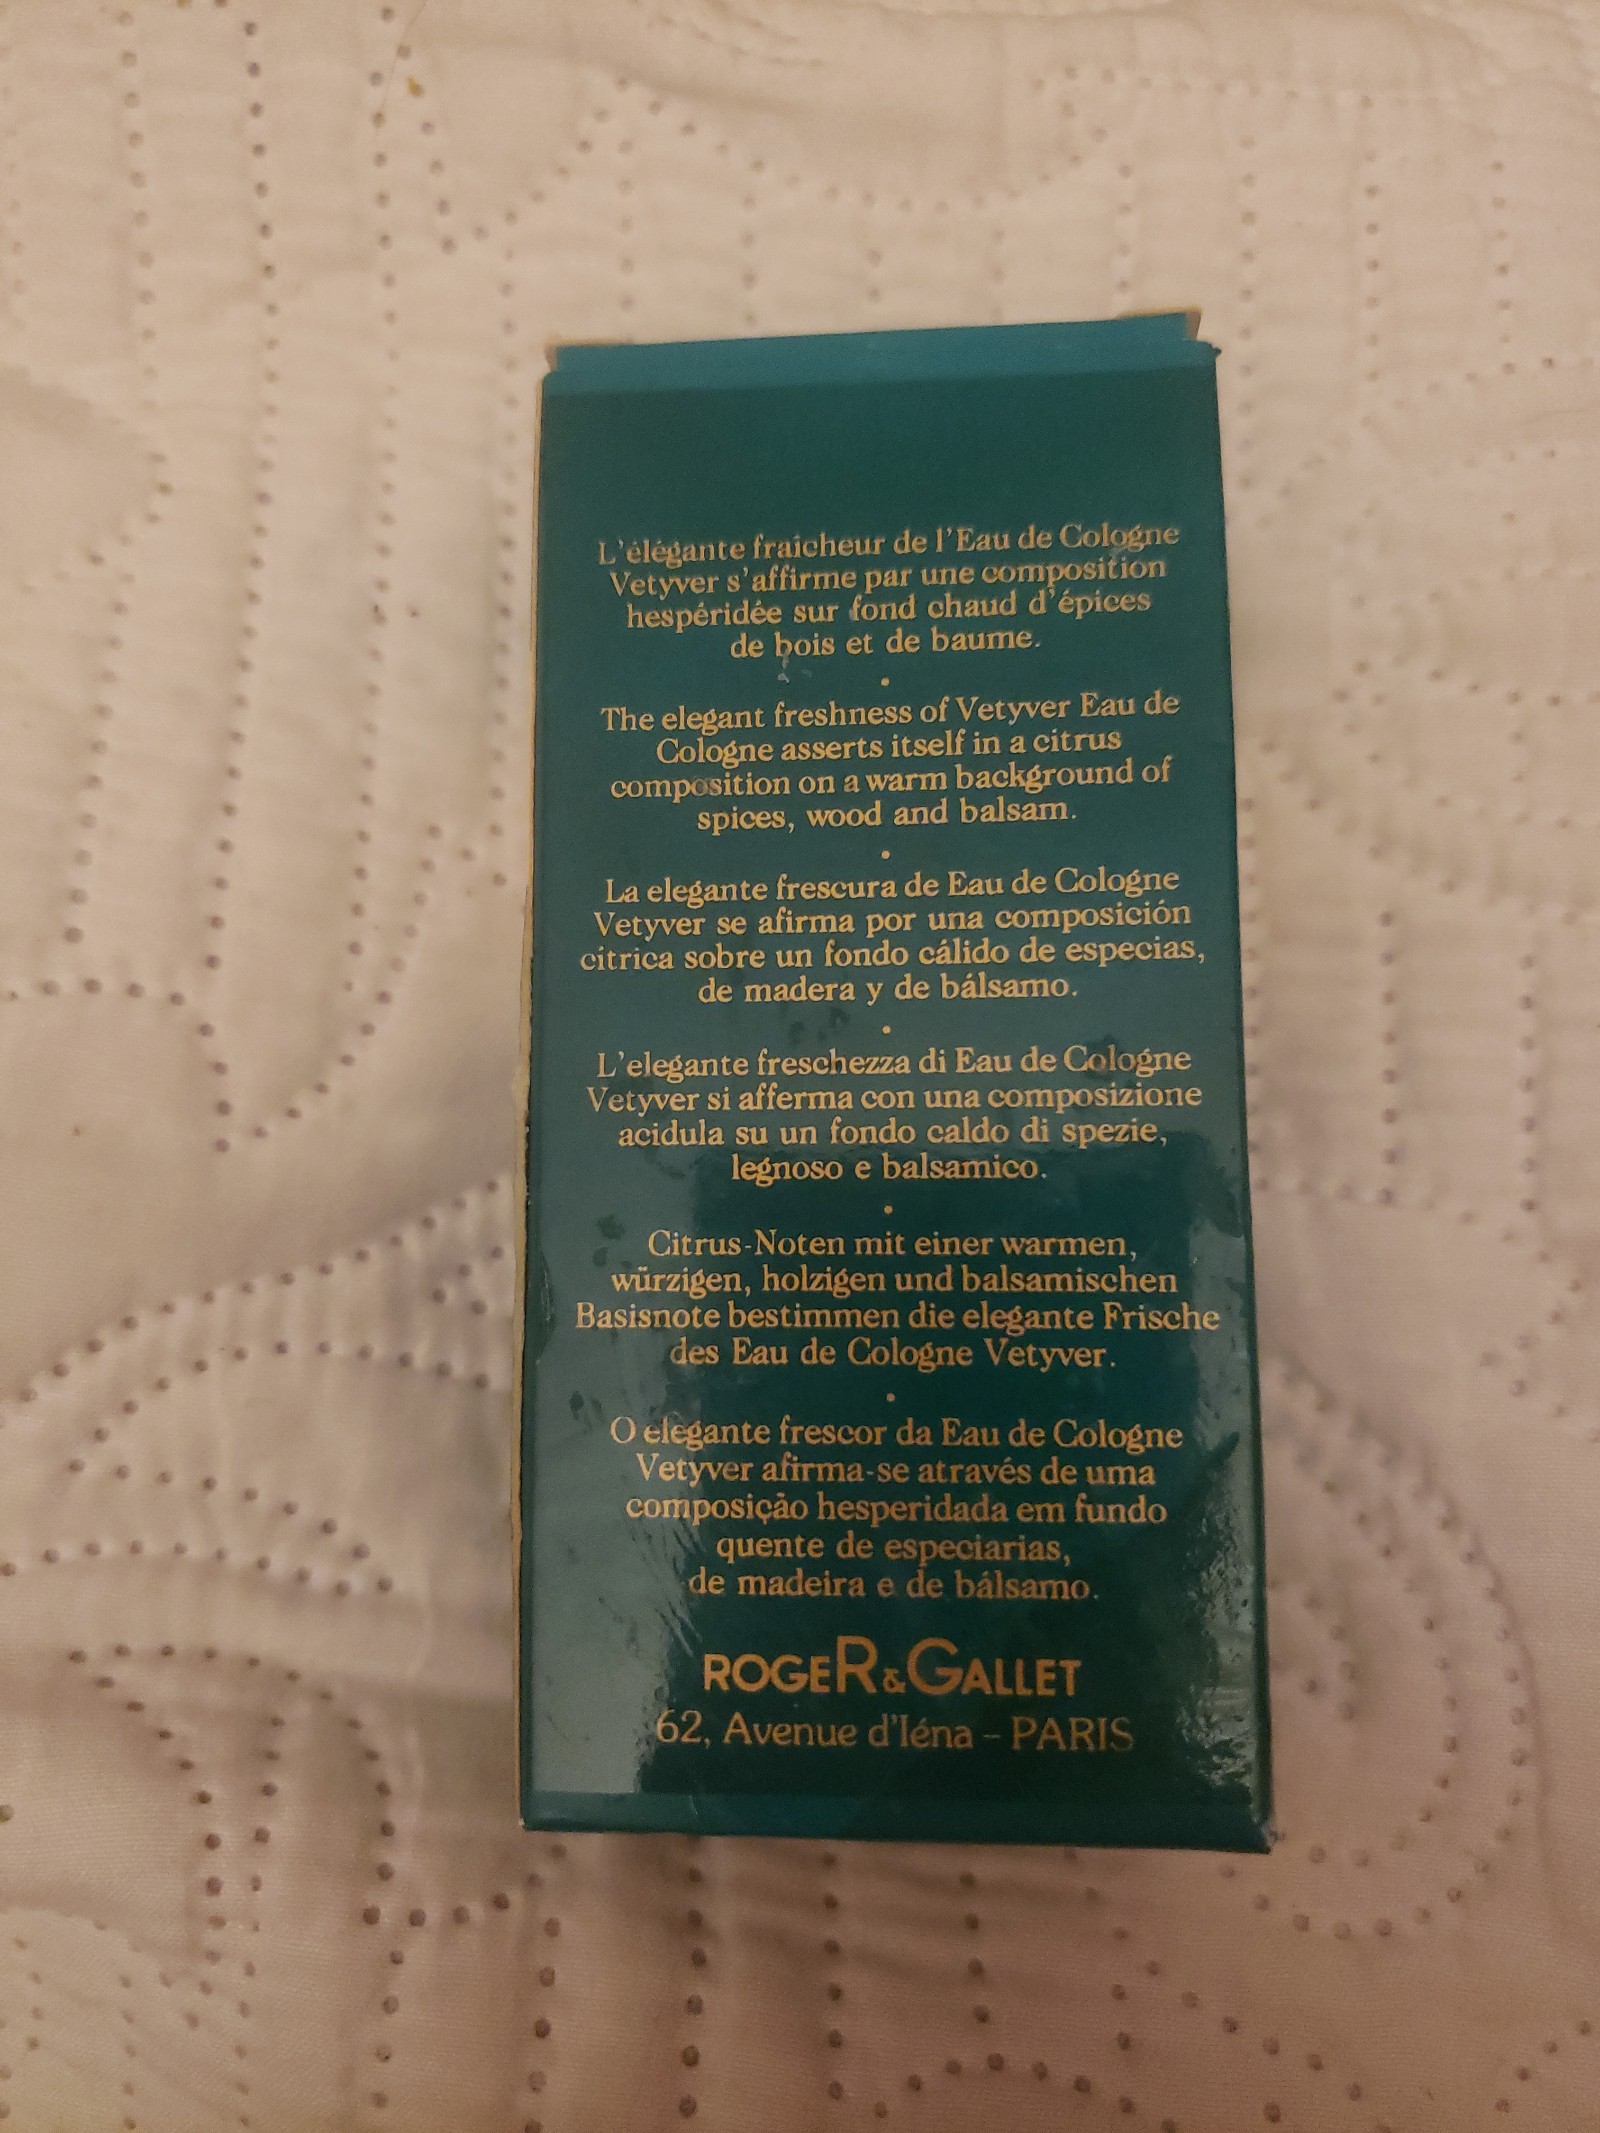 L'élégante fraîcheur de l'Eau de Cologne
Vetyver s'affirme par une composition
hespéridée sur fond chaud d'épices
de bois et de baume.
•
The elegant freshness of Vetyver Eau de
Cologne asserts itself in a citrus
composition on a warm background of
spices, wood and balsam.
•
La elegante frescura de Eau de Cologne
Vetyver se afirma por una composición
cítrica sobre un fondo cálido de especias,
de madera y de bálsamo.
•
L'elegante freschezza di Eau de Cologne
Vetyver si afferma con una composizione
acidula su un fondo caldo di spezie,
legnoso e balsamico.
•
Citrus-Noten mit einer warmen,
würzigen, holzigen und balsamischen
Basisnote bestimmen die elegante Frische
des Eau de Cologne Vetyver.
•
O elegante frescor da Eau de Cologne
Vetyver afirma-se através de uma
composição hesperidada em fundo
quente de especiarias,
de madeira e de bálsamo.
ROGER & GALLET
62, Avenue d'Iéna – PARIS